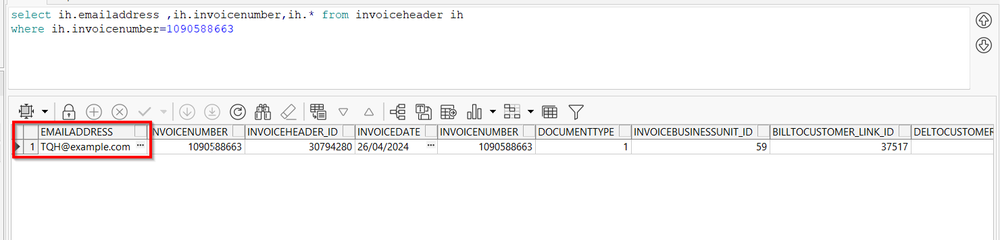 select ih.emailaddress ,ih.invoicenumber,ih.* from invoiceheader ih
where ih.invoicenumber=1090588663
EMAILADDRESS NVOICENUMBER INVOICEHEADER_ID INVOICEDATE INVOICENUMBER DOCUMENTTYPE INVOICEBUSINESSUNIT_ID BILLTOCUSTOMER_LINK_ID DELTOCUSTOMER
1 TQH@example.com ... 1090588663 30794280 26/04/2024 ... 1090588663 1 59 37517